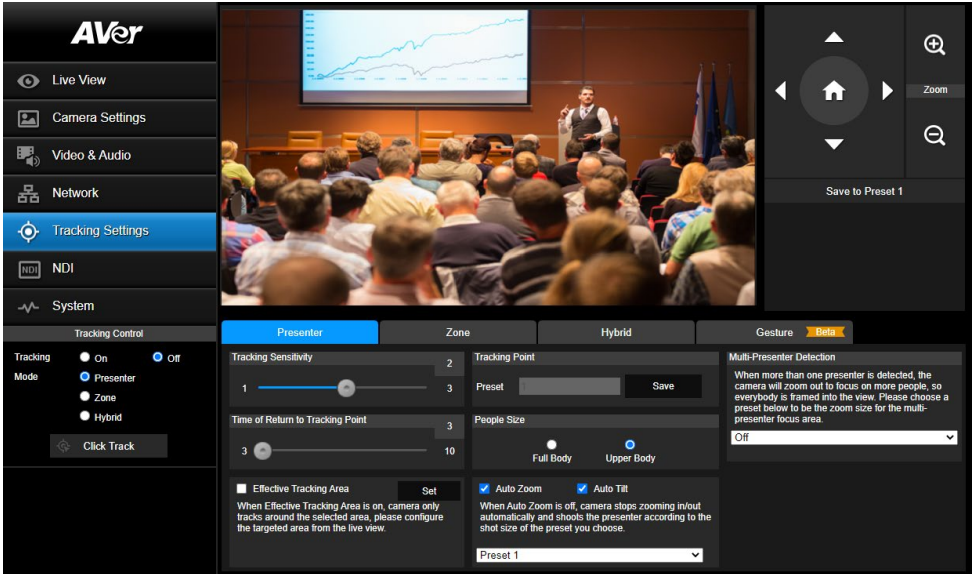 AVer
Live View
Camera Settings
Video & Audio
Network
Tracking Settings
NDI NDI
System
Tracking Control
Tracking On Off
Mode Presenter
Zone
Hybrid
Click Track
Zoom
Save to Preset 1
Presenter Zone Hybrid Gesture Beta
Tracking Sensitivity 2
1 3
Time of Return to Tracking Point 3
3 10
Effective Tracking Area Set
When Effective Tracking Area is on, camera only
tracks around the selected area, please configure
the targeted area from the live view.
Tracking Point
Preset 1 Save
People Size
Full Body Upper Body
Auto Zoom Auto Tilt
When Auto Zoom is off, camera stops zooming in/out
automatically and shoots the presenter according to the
shot size of the preset you choose.
Preset 1
Multi-Presenter Detection
When more than one presenter is detected, the
camera will zoom out to focus on more people, so
everybody is framed into the view. Please choose a
preset below to be the zoom size for the multi-
presenter focus area.
Off